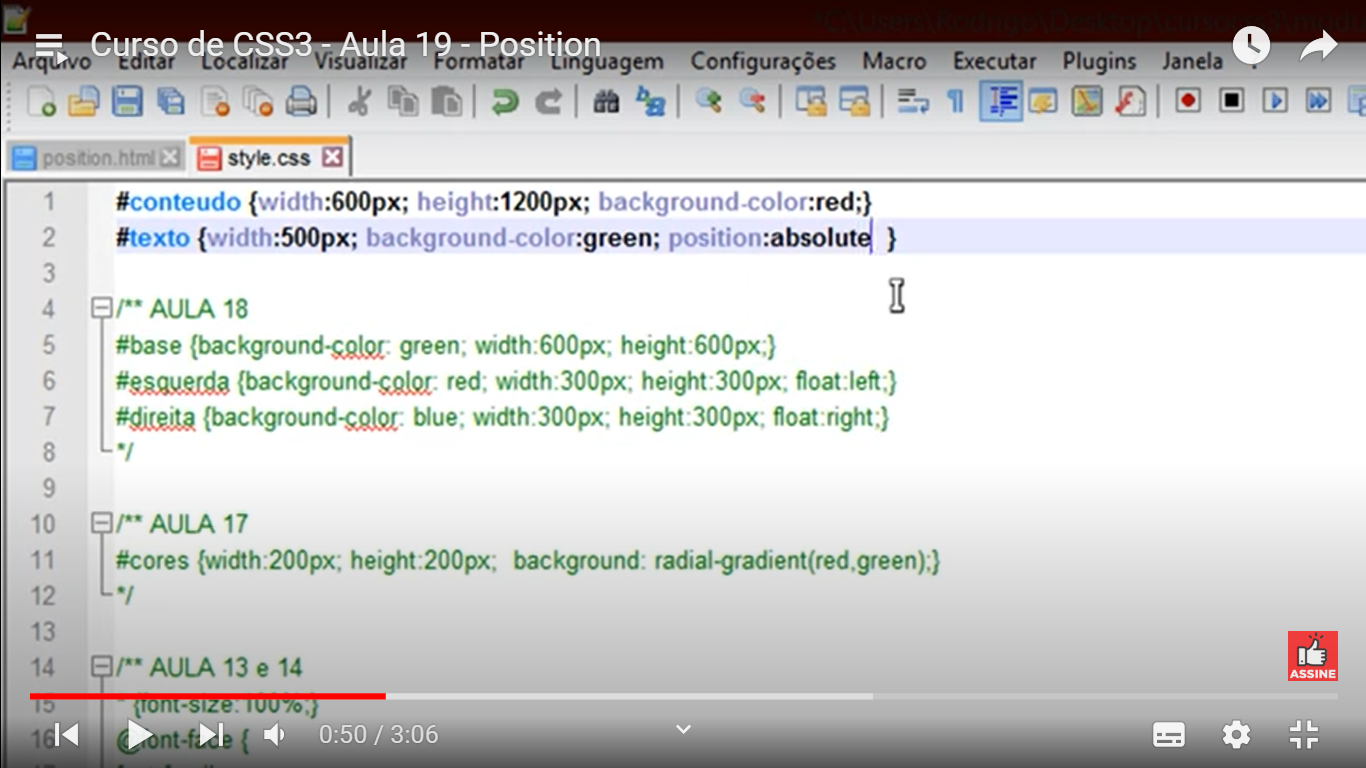 *C:\Users\Rodrigo\Desktop\curso
Curso de CSS3 - Aula 19 - Position
Arquivo Editar Localizar Visualizar Formatar Linguagem Configurações Macro Executar Plugins Janela
position.html style.css
1 #conteudo {width:600px; height:1200px; background-color:red;}
2 #texto {width:500px; background-color:green; position:absolute }
3
4 /** AULA 18
5 #base {background-color: green; width:600px; height:600px;}
6 #esquerda {background-color: red; width:300px; height:300px; float:left;}
7 #direita {background-color: blue; width:300px; height:300px; float:right;}
8 */
9
10 /** AULA 17
11 #cores {width:200px; height:200px; background: radial-gradient(red,green);}
12 */
13
14 /** AULA 13 e 14
15 * {font-size:100%;}
16 @font-face {
ASSINE
0:50 / 3:06